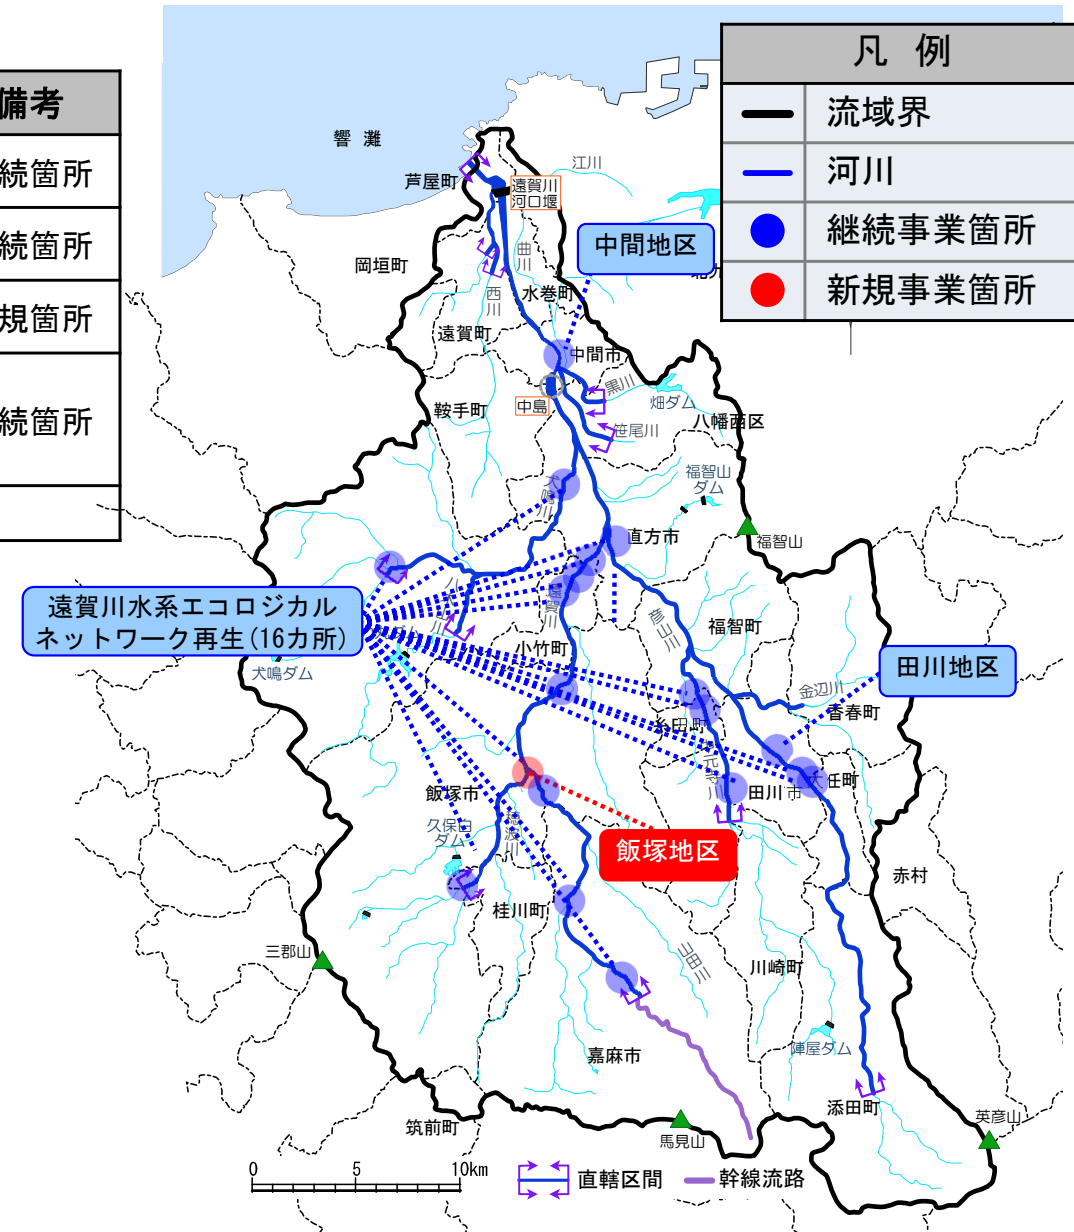 備考
続箇所
続箇所
規箇所
続箇所
凡 例
流域界
河川
継続事業箇所
新規事業箇所
響 灘
芦屋町
遠賀川
河口堰
江川
中間地区
岡垣町
曲川
西川
水巻町
遠賀町
中間市
黒川
畑ダム
中島
鞍手町
笹尾川
八幡西区
福智山
ダム
犬鳴川
直方市
福智山
遠賀川水系エコロジカル
ネットワーク再生(16カ所)
遠賀川
彦山川
福智町
小竹町
田川地区
犬鳴ダム
金辺川
香春町
糸田町
飯塚市
田川市
大任町
久保白
ダム
穂波川
飯塚地区
赤村
桂川町
三郡山
山田川
川崎町
嘉麻市
陣屋ダム
添田町
筑前町
馬見山
英彦山
0 5 10km
直轄区間
幹線流路